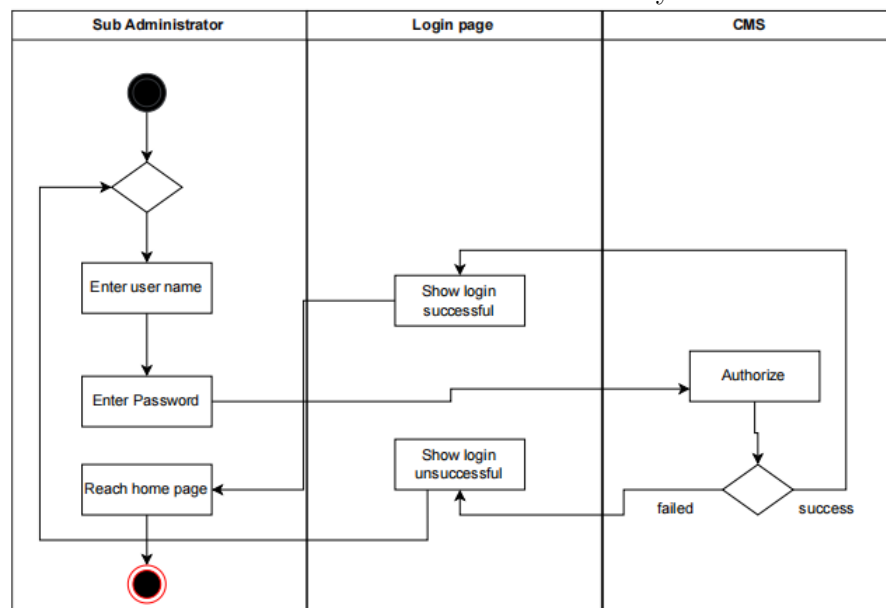 Sub Administrator
Login page
CMS
Enter user name
Show login
successful
Authorize
Enter Password
Show login
unsuccessful
Reach home page
failed
success